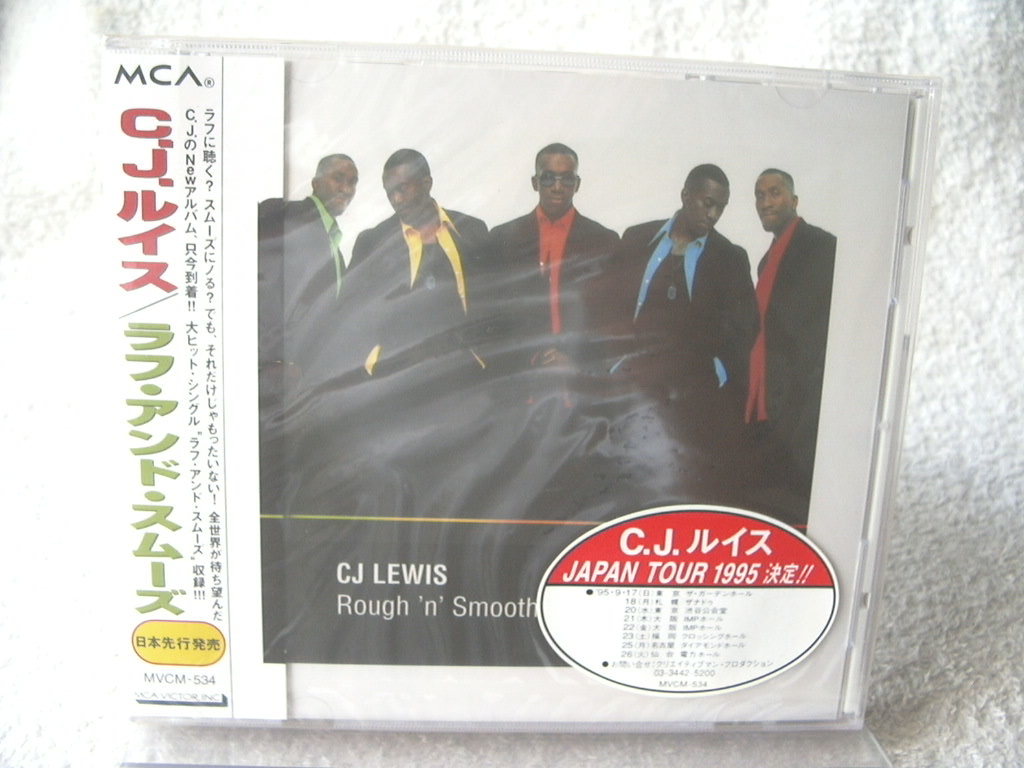 MCA®
C.J.ルイス/ラフ・アンド・スムーズ
ラフに聴く?スムーズにノる?でも、それだけじゃもったいない!全世界が待ち望んだ
C.J.のNewアルバム、只今到着!!大ヒット・シングル“ラフ・アンド・スムーズ”収録!!!
日本先行発売
MVCM-534
MCA VICTOR, INC.
CJ LEWIS
Rough 'n' Smooth
C.J. ルイス
JAPAN TOUR 1995 決定!!
●'95・9・17(日)東 京 ザ・ガーデンホール
18(月)札 幌 ザナドゥ
20(水)東 京 渋谷公会堂
21(木)大 阪 IMPホール
22(金)大 阪 IMPホール
23(土)福 岡 クロッシングホール
25(月)名古屋 ダイアモンドホール
26(火)仙 台 電力ホール
●お問い合せ:クリエイティブマン・プロダクション
03-3442-5200
MVCM-534